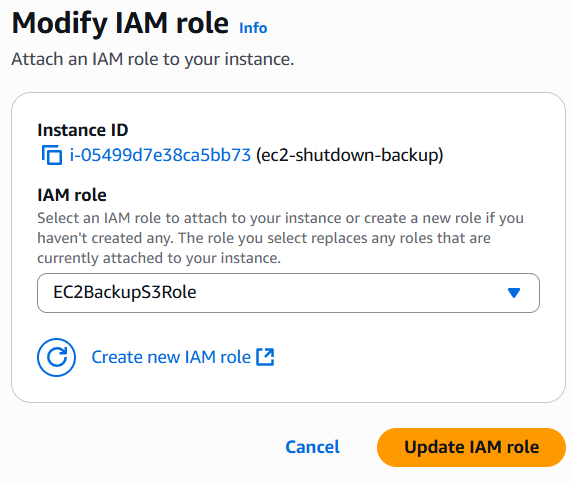 Modify IAM role Info
Attach an IAM role to your instance.
Instance ID
i-05499d7e38ca5bb73 (ec2-shutdown-backup)
IAM role
Select an IAM role to attach to your instance or create a new role if you
haven't created any. The role you select replaces any roles that are
currently attached to your instance.
EC2BackupS3Role
Create new IAM role
Cancel Update IAM role